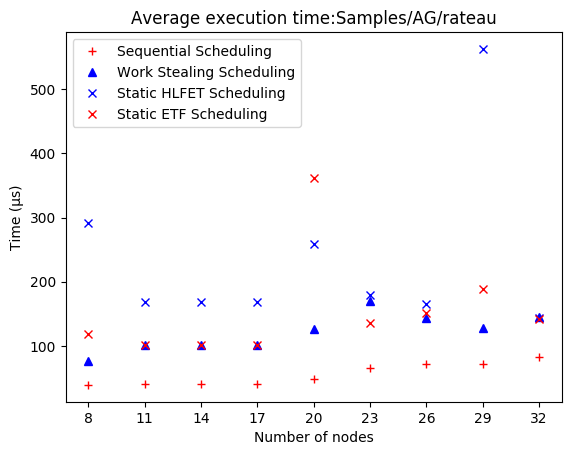 Average execution time:Samples/AG/rateau
Sequential Scheduling
Work Stealing Scheduling
Static HLFET Scheduling
Static ETF Scheduling
Time (µs)
500
400
300
200
100
8 11 14 17 20 23 26 29 32
Number of nodes